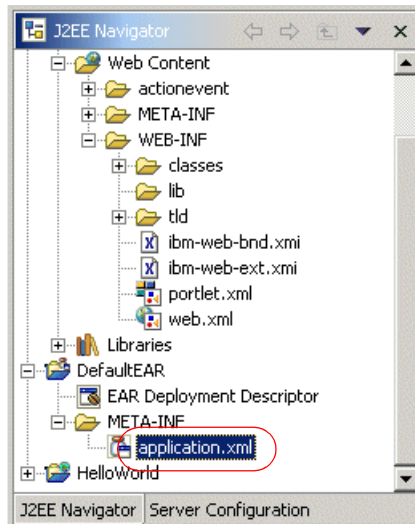 J2EE Navigator
Web Content
actionevent
META-INF
WEB-INF
classes
lib
tld
ibm-web-bnd.xmi
ibm-web-ext.xmi
portlet.xml
web.xml
Libraries
DefaultEAR
EAR Deployment Descriptor
META-INF
application.xml
HelloWorld
J2EE Navigator Server Configuration